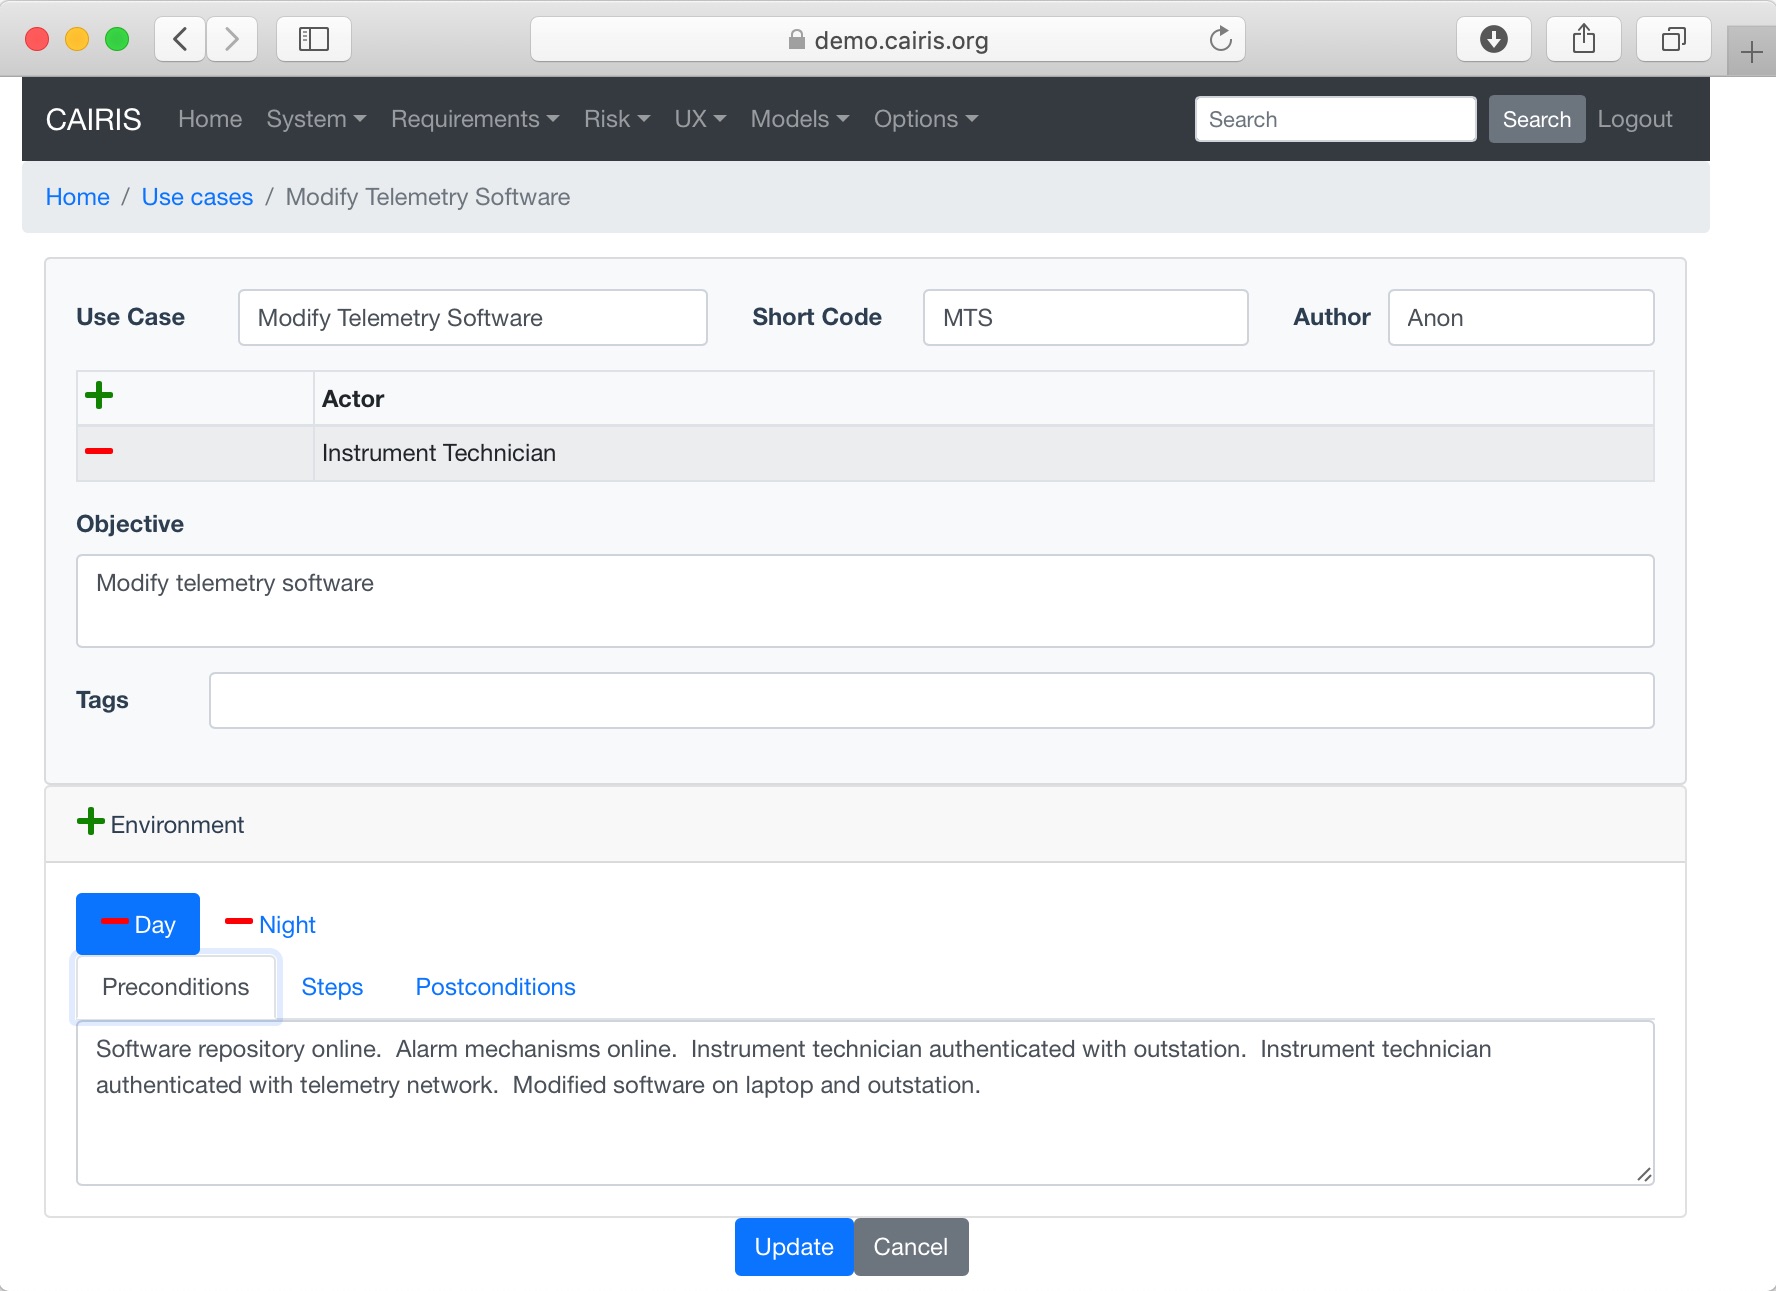 demo.cairis.org
CAIRIS Home System Requirements Risk UX Models Options Search Search Logout
Home / Use cases / Modify Telemetry Software
Use Case Modify Telemetry Software Short Code MTS Author Anon
Actor
Instrument Technician
Objective
Modify telemetry software
Tags
Environment
Day Night
Preconditions Steps Postconditions
Software repository online.  Alarm mechanisms online.  Instrument technician authenticated with outstation.  Instrument technician
authenticated with telemetry network.  Modified software on laptop and outstation.
Update Cancel